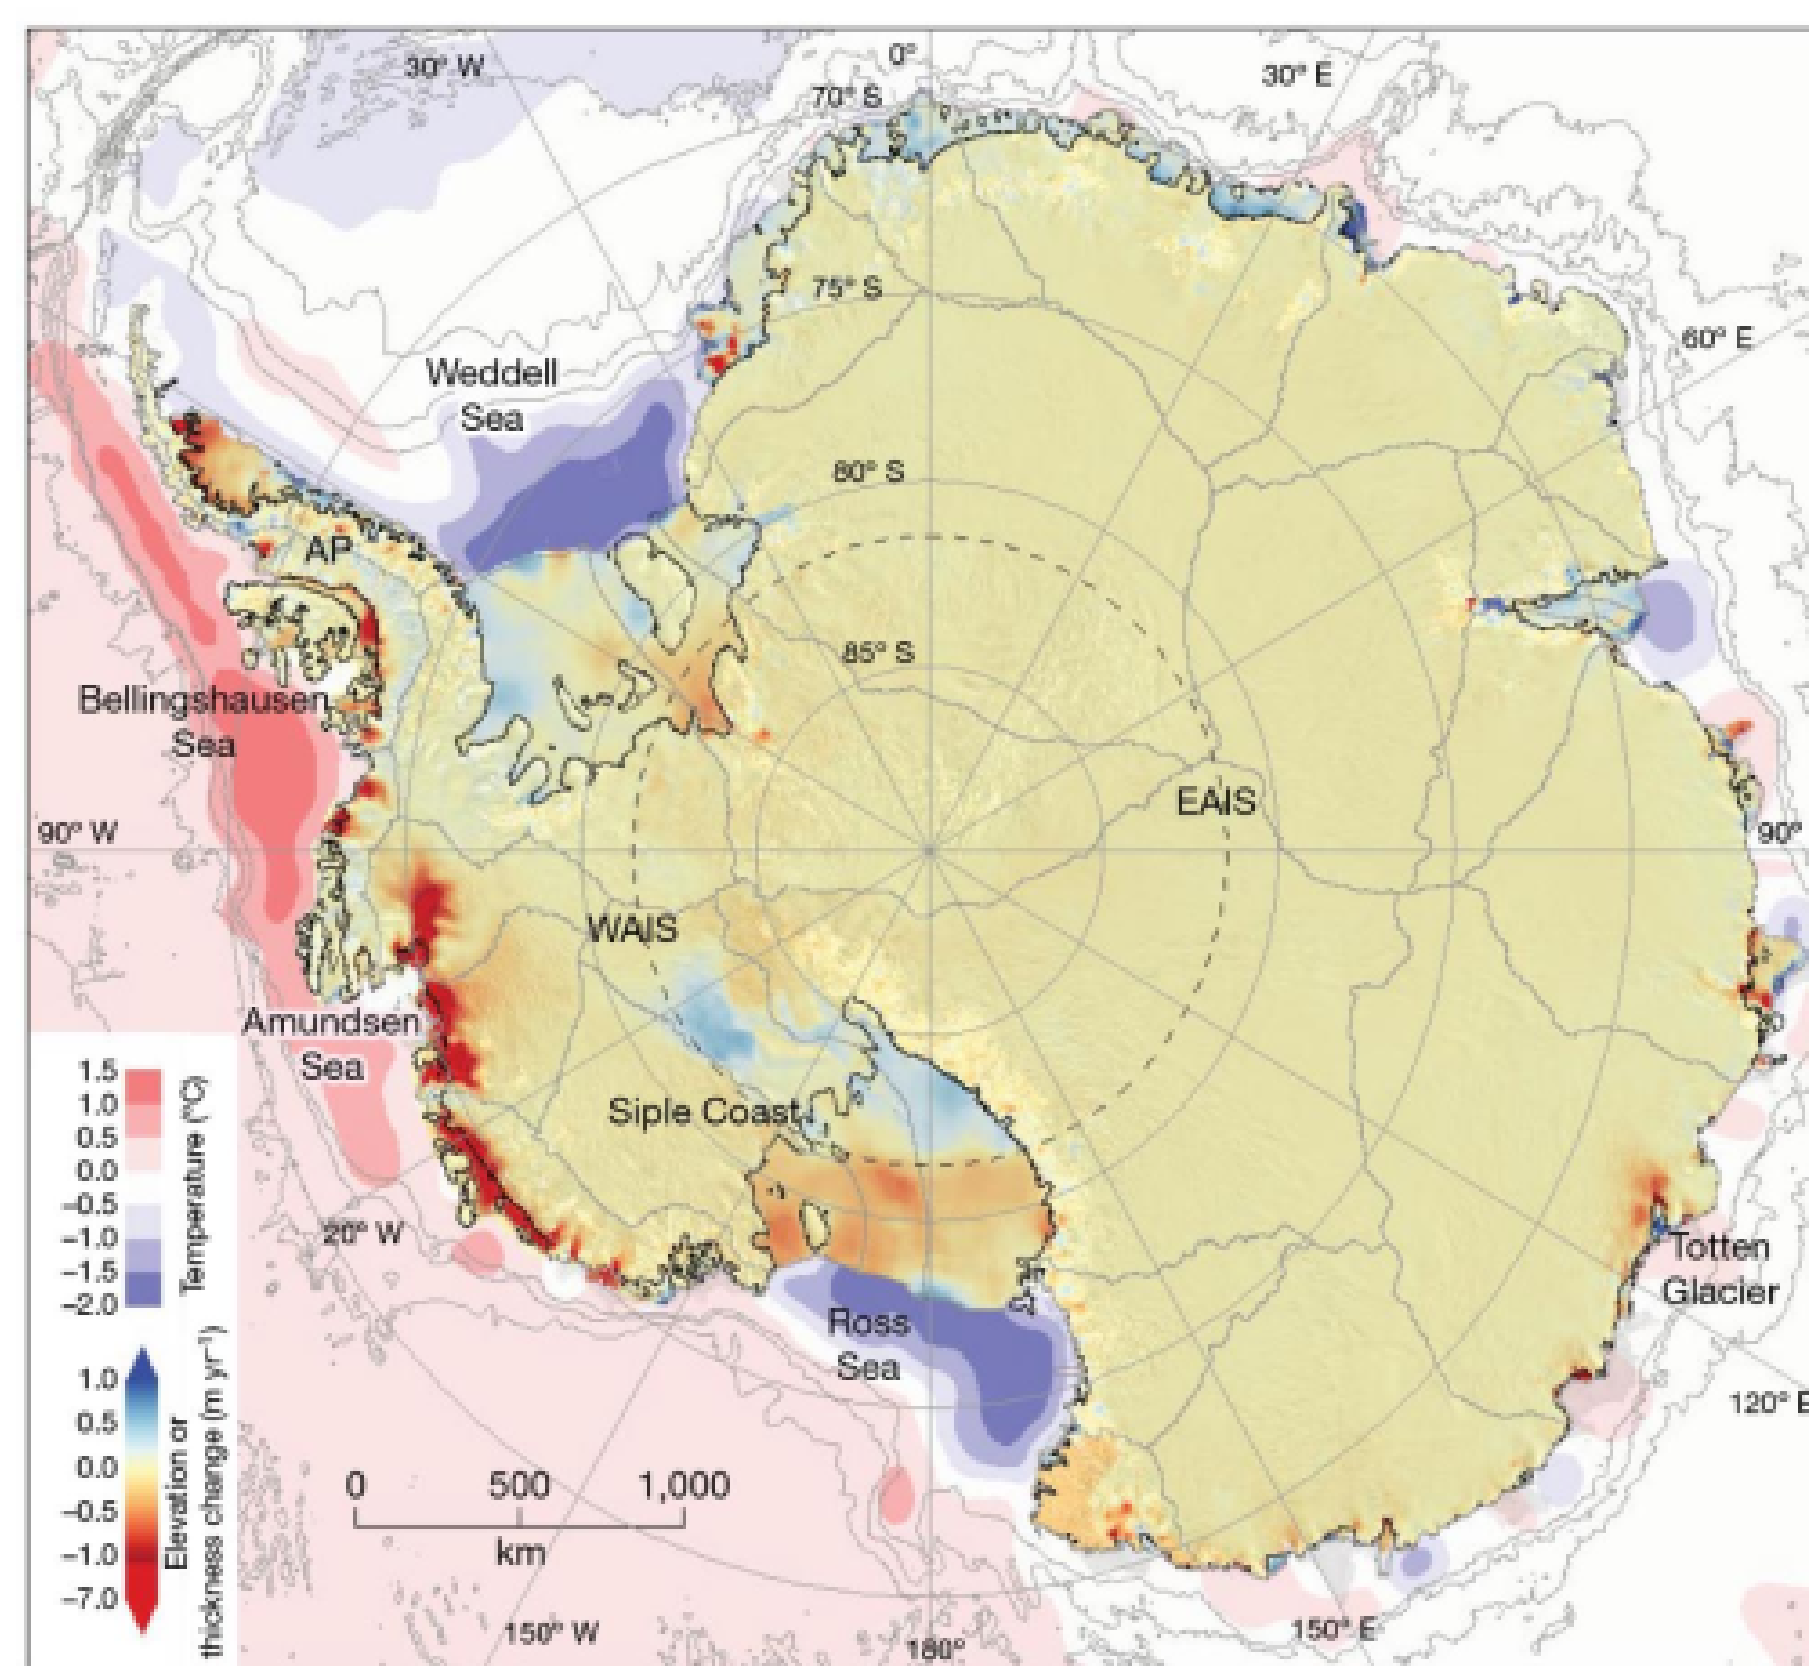 30° W
0°
30° E
70° S
75° S
60° E
Weddell
Sea
80° S
AP
85° S
Bellingshausen
Sea
EAIS
90° W
90°
WAIS
Amundsen
Sea
1.5
1.0
0.5
0.0
−0.5
−1.0
−1.5
−2.0
Temperature (°C)
Siple Coast
20° W
Totten
Glacier
Ross
Sea
1.0
0.5
0.0
−0.5
−1.0
−7.0
Elevation or
thickness change (m yr⁻¹)
120° E
0 500 1,000
km
150° W
180°
150° E